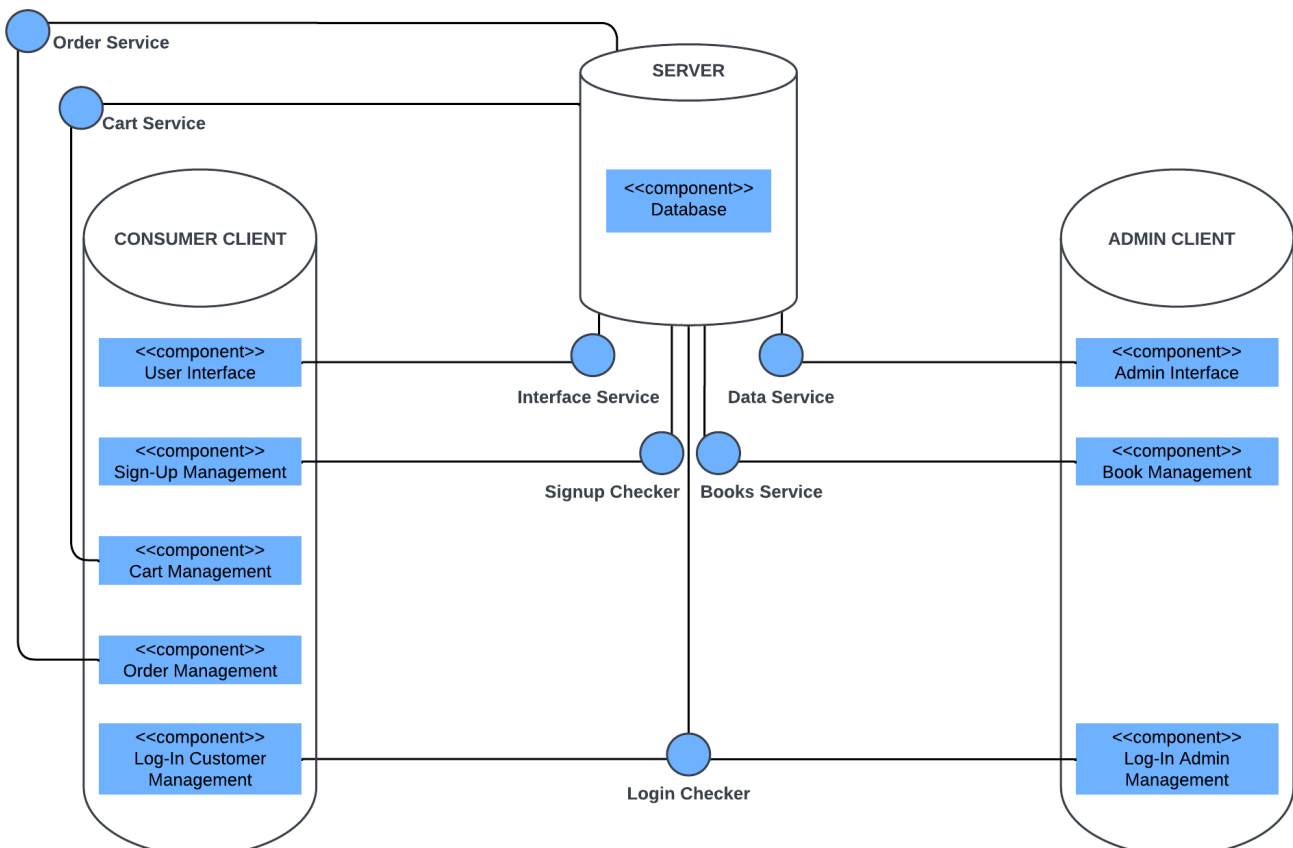 Order Service
SERVER
Cart Service
<<component>>
Database
CONSUMER CLIENT
ADMIN CLIENT
<<component>>
User Interface
<<component>>
Admin Interface
Interface Service
Data Service
<<component>>
Sign-Up Management
<<component>>
Book Management
Signup Checker
Books Service
<<component>>
Cart Management
<<component>>
Order Management
<<component>>
Log-In Customer
Management
<<component>>
Log-In Admin
Management
Login Checker